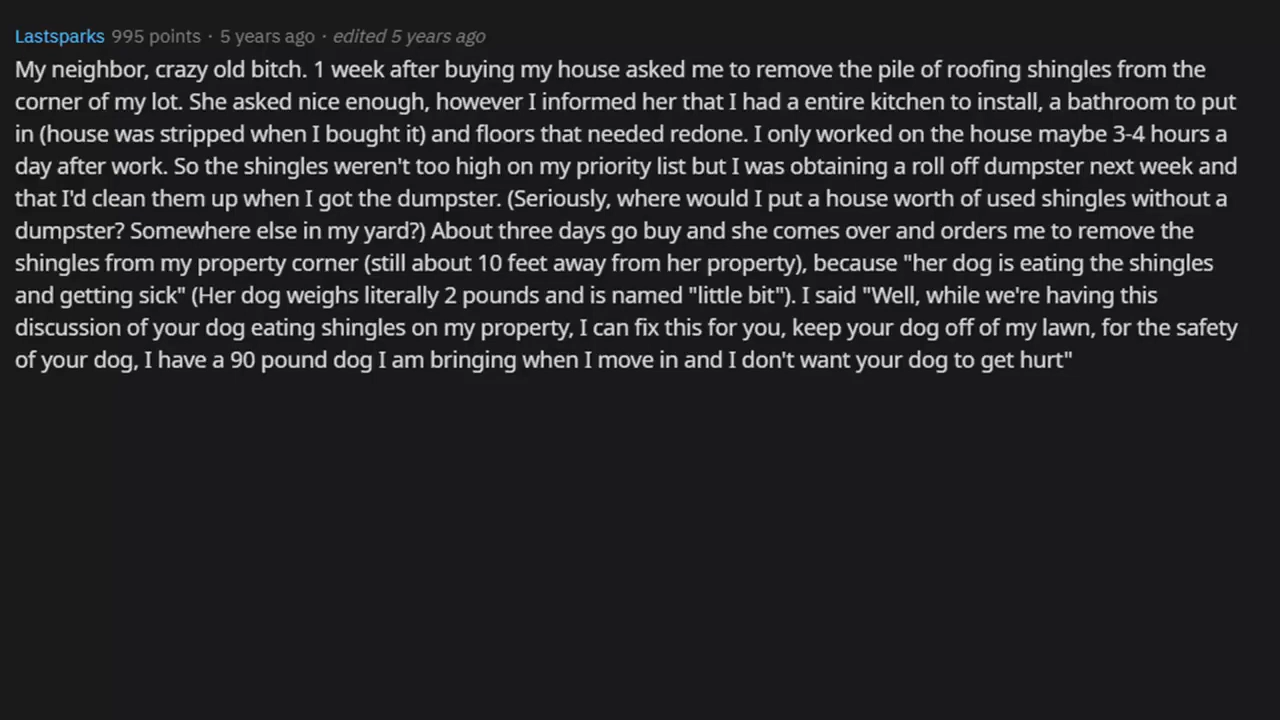 Lastsparks 995 points · 5 years ago · edited 5 years ago
My neighbor, crazy old bitch. 1 week after buying my house asked me to remove the pile of roofing shingles from the
corner of my lot. She asked nice enough, however I informed her that I had a entire kitchen to install, a bathroom to put
in (house was stripped when I bought it) and floors that needed redone. I only worked on the house maybe 3-4 hours a
day after work. So the shingles weren't too high on my priority list but I was obtaining a roll off dumpster next week and
that I'd clean them up when I got the dumpster. (Seriously, where would I put a house worth of used shingles without a
dumpster? Somewhere else in my yard?) About three days go buy and she comes over and orders me to remove the
shingles from my property corner (still about 10 feet away from her property), because "her dog is eating the shingles
and getting sick" (Her dog weighs literally 2 pounds and is named "little bit"). I said "Well, while we're having this
discussion of your dog eating shingles on my property, I can fix this for you, keep your dog off of my lawn, for the safety
of your dog, I have a 90 pound dog I am bringing when I move in and I don't want your dog to get hurt"